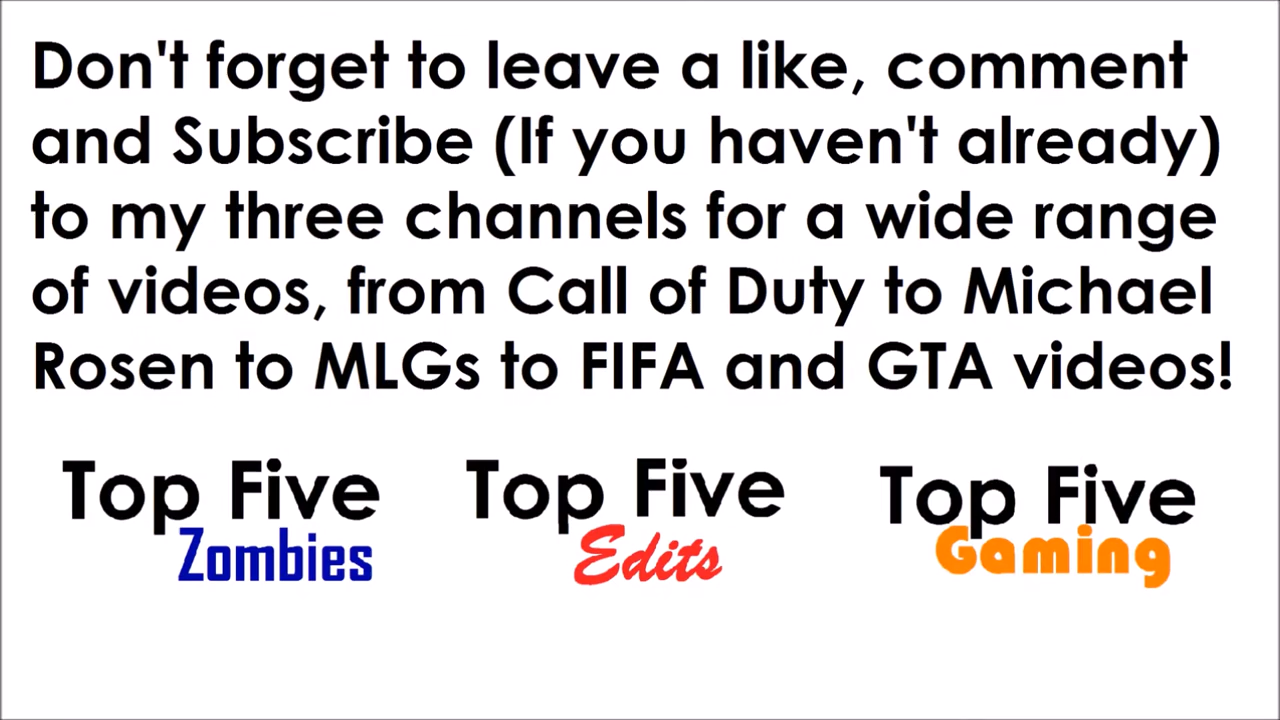 Don't forget to leave a like, comment
and Subscribe (If you haven't already)
to my three channels for a wide range
of videos, from Call of Duty to Michael
Rosen to MLGs to FIFA and GTA videos!
Top Five
Zombies
Top Five
Edits
Top Five
Gaming